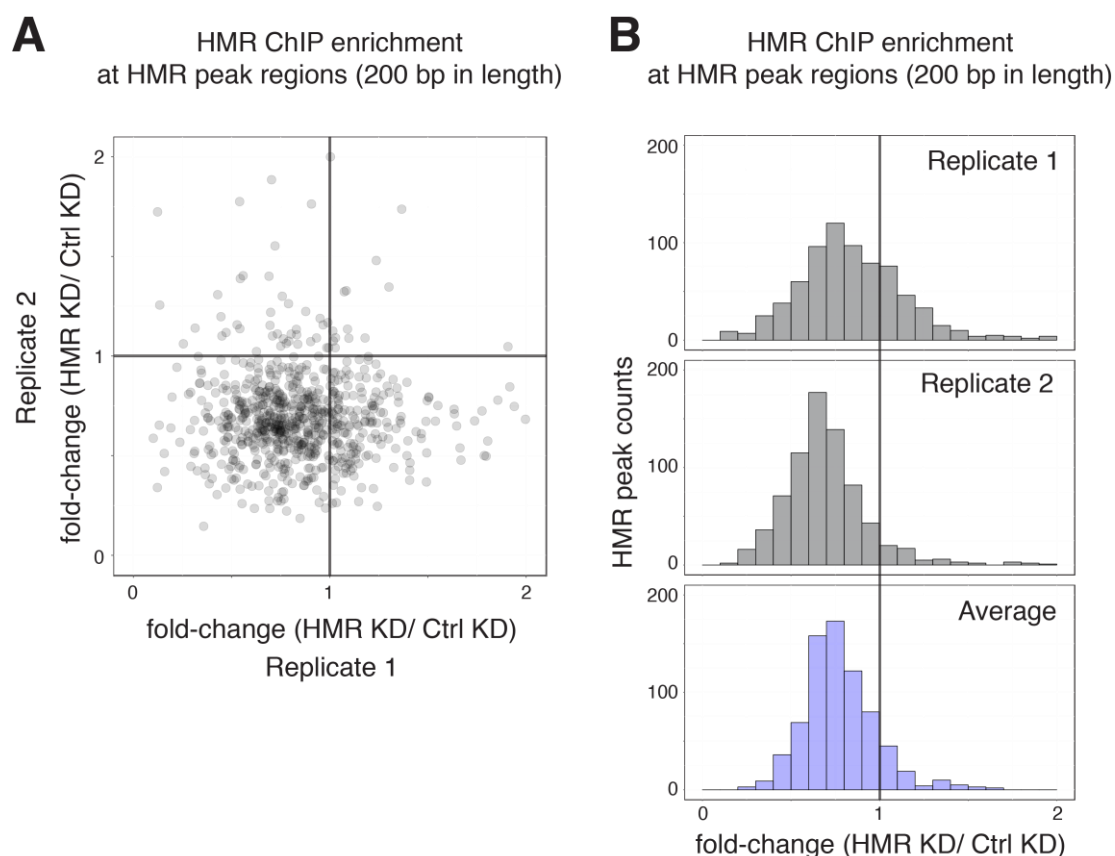 A
HMR ChIP enrichment
at HMR peak regions (200 bp in length)
Replicate 2
fold-change (HMR KD/ Ctrl KD)
2
1
0
0
1
2
fold-change (HMR KD/ Ctrl KD)
Replicate 1
B
HMR ChIP enrichment
at HMR peak regions (200 bp in length)
HMR peak counts
200
Replicate 1
100
0
200
Replicate 2
100
0
200
Average
100
0
0
1
2
fold-change (HMR KD/ Ctrl KD)